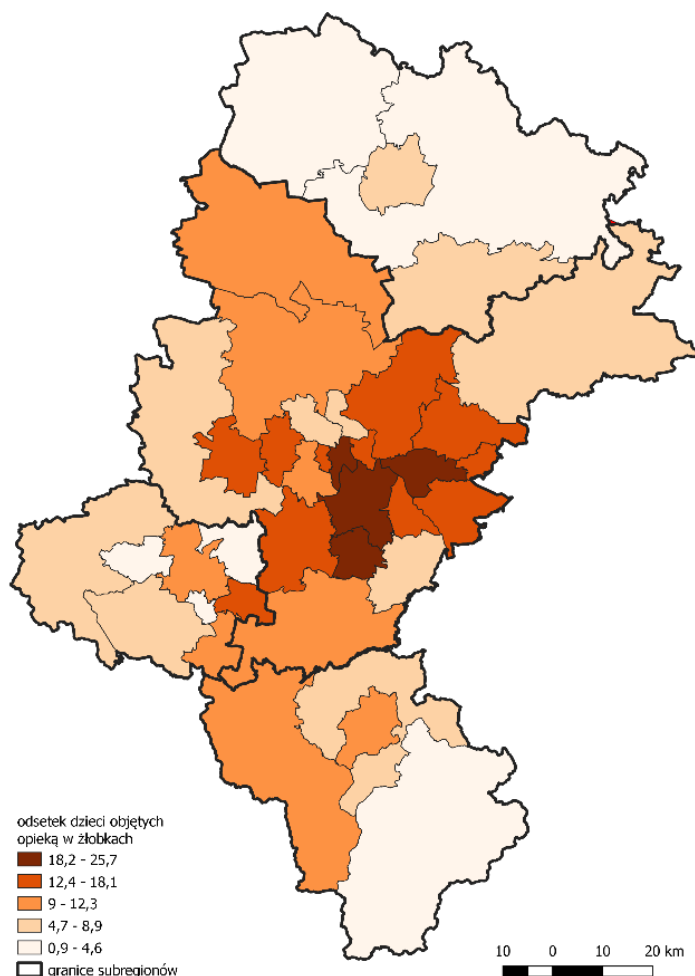 odsetek dzieci objętych
opieką w żłobkach
18,2 - 25,7
12,4 - 18,1
9 - 12,3
4,7 - 8,9
0,9 - 4,6
granice subregionów
10 0 10 20 km